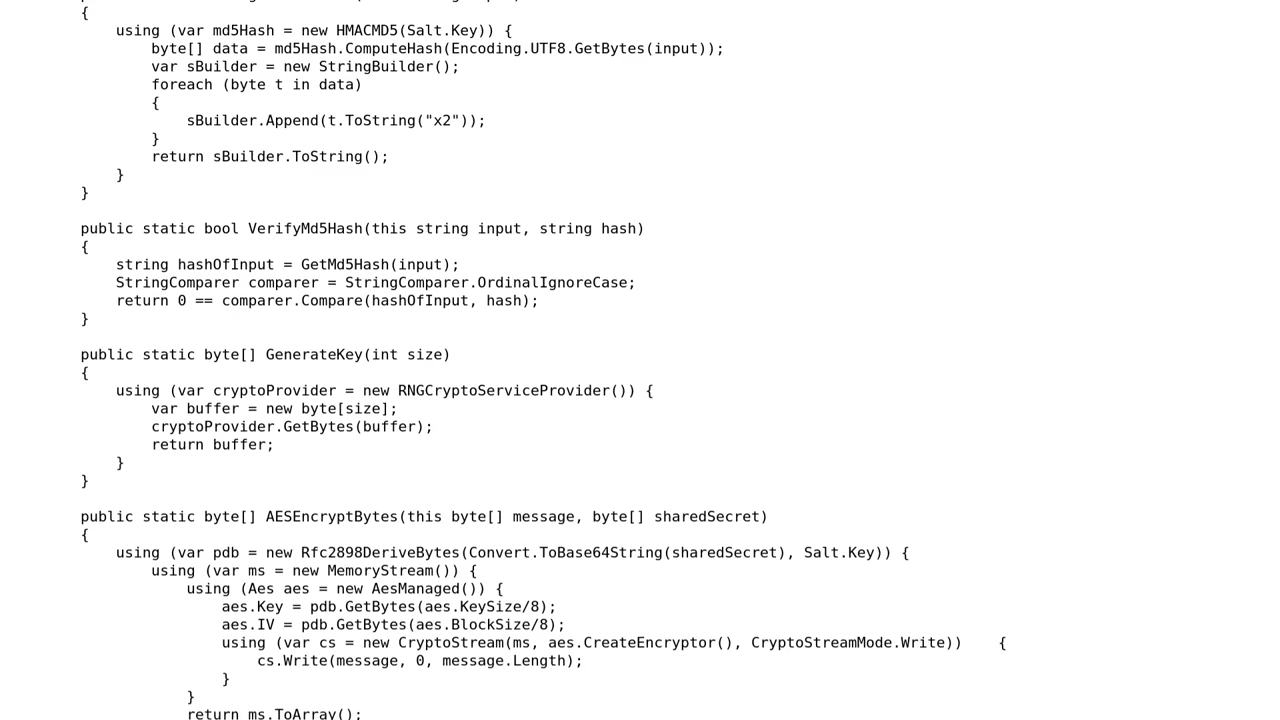 {
    using (var md5Hash = new HMACMD5(Salt.Key)) {
        byte[] data = md5Hash.ComputeHash(Encoding.UTF8.GetBytes(input));
        var sBuilder = new StringBuilder();
        foreach (byte t in data)
        {
            sBuilder.Append(t.ToString("x2"));
        }
        return sBuilder.ToString();
    }
}

public static bool VerifyMd5Hash(this string input, string hash)
{
    string hashOfInput = GetMd5Hash(input);
    StringComparer comparer = StringComparer.OrdinalIgnoreCase;
    return 0 == comparer.Compare(hashOfInput, hash);
}

public static byte[] GenerateKey(int size)
{
    using (var cryptoProvider = new RNGCryptoServiceProvider()) {
        var buffer = new byte[size];
        cryptoProvider.GetBytes(buffer);
        return buffer;
    }
}

public static byte[] AESEncryptBytes(this byte[] message, byte[] sharedSecret)
{
    using (var pdb = new Rfc2898DeriveBytes(Convert.ToBase64String(sharedSecret), Salt.Key)) {
        using (var ms = new MemoryStream()) {
            using (Aes aes = new AesManaged()) {
                aes.Key = pdb.GetBytes(aes.KeySize/8);
                aes.IV = pdb.GetBytes(aes.BlockSize/8);
                using (var cs = new CryptoStream(ms, aes.CreateEncryptor(), CryptoStreamMode.Write))    {
                    cs.Write(message, 0, message.Length);
                }
            }
            return ms.ToArray();